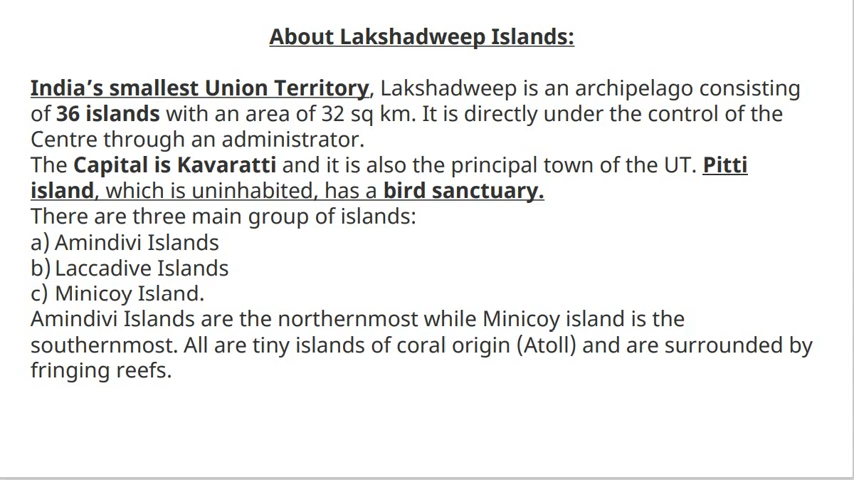 About Lakshadweep Islands:
India's smallest Union Territory, Lakshadweep is an archipelago consisting
of 36 islands with an area of 32 sq km. It is directly under the control of the
Centre through an administrator.
The Capital is Kavaratti and it is also the principal town of the UT. Pitti
island, which is uninhabited, has a bird sanctuary.
There are three main group of islands:
a) Amindivi Islands
b) Laccadive Islands
c) Minicoy Island.
Amindivi Islands are the northernmost while Minicoy island is the
southernmost. All are tiny islands of coral origin (Atoll) and are surrounded by
fringing reefs.